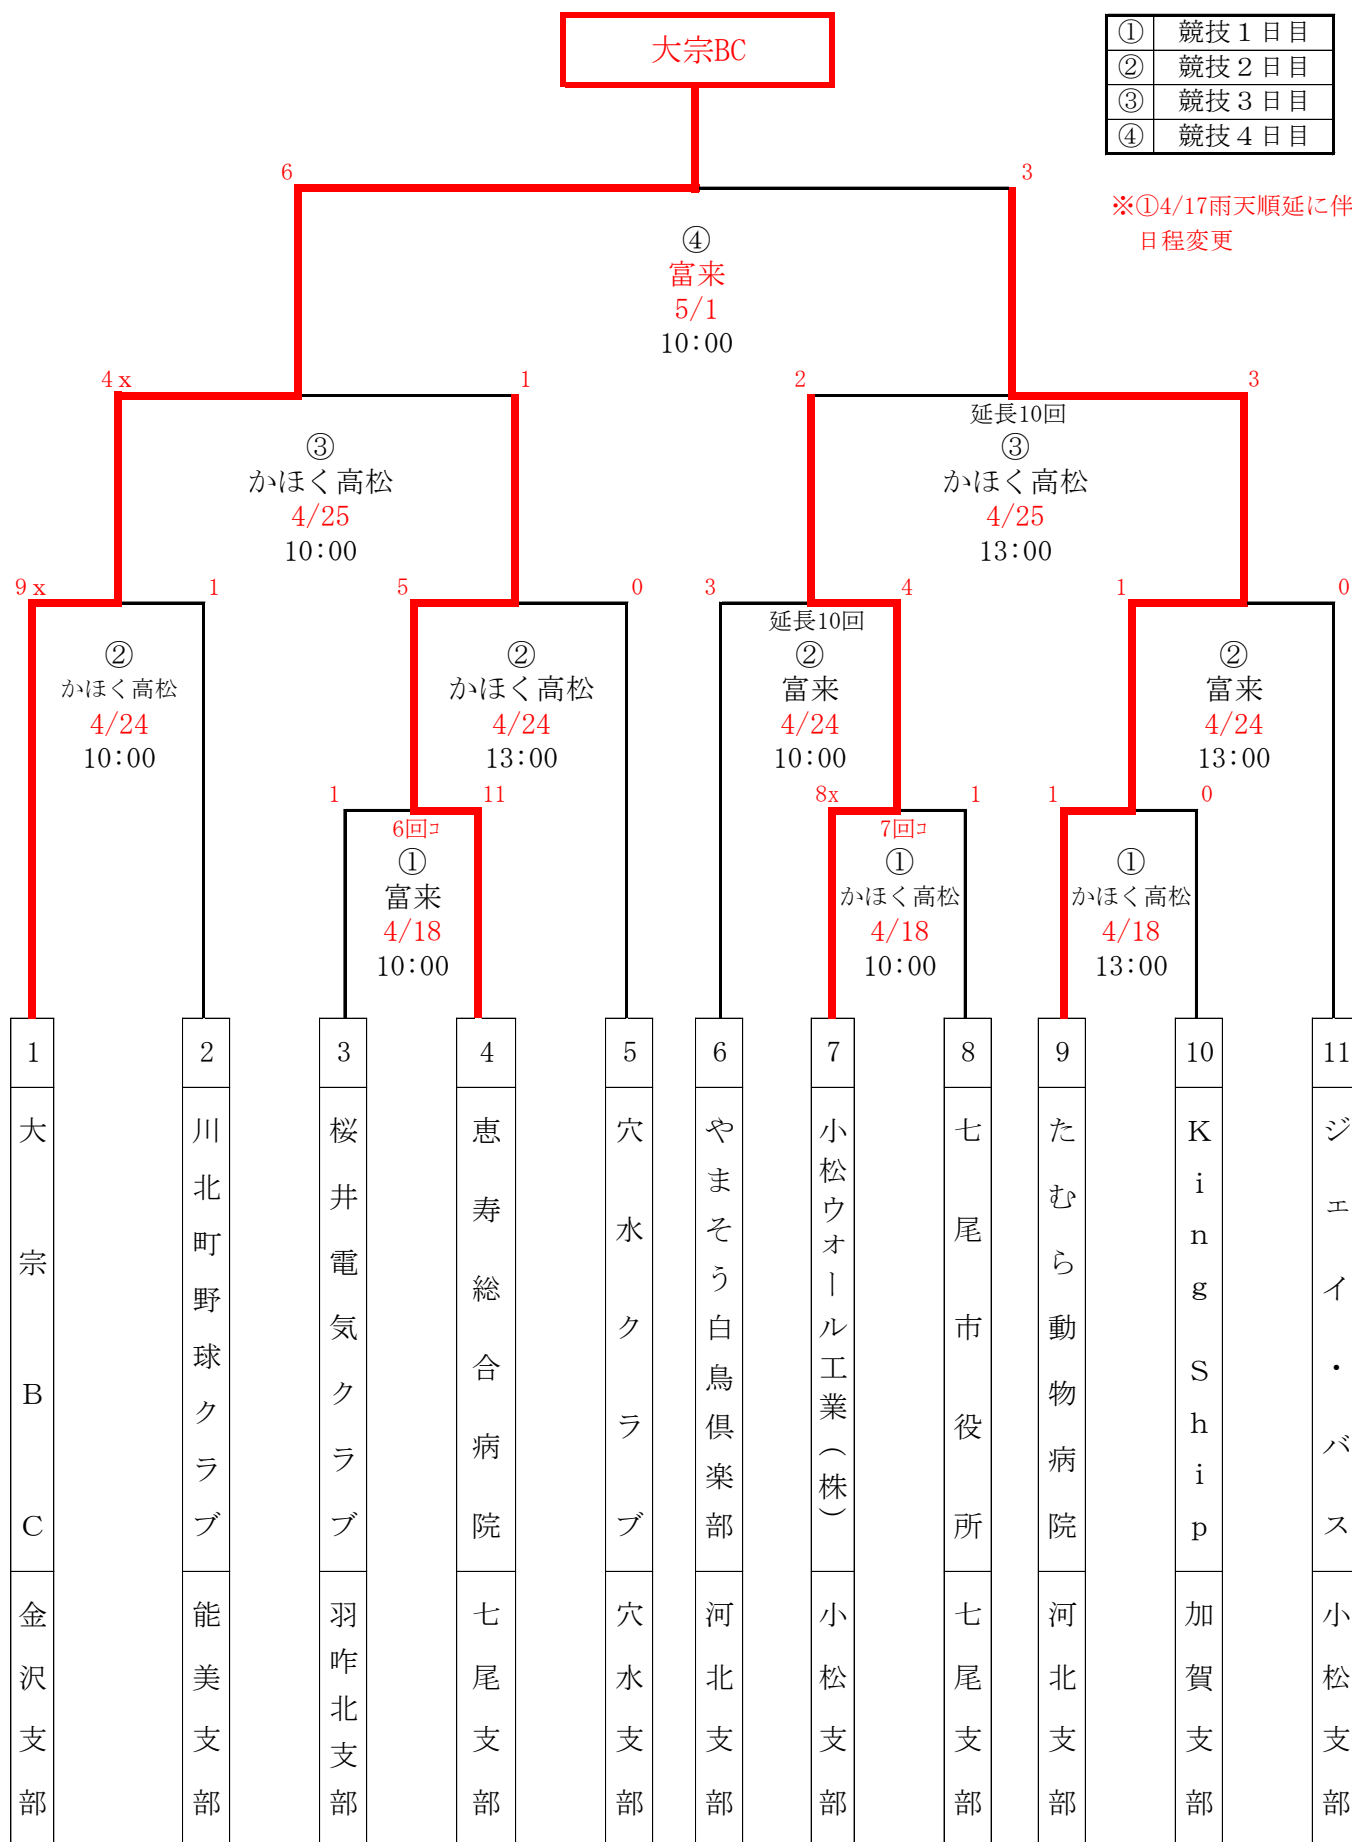 大宗BC
① 競技１日目
② 競技２日目
③ 競技３日目
④ 競技４日目
※①4/17雨天順延に伴
日程変更
6
3
④
富来
5/1
10:00
4x
1
2
3
延長10回
③
かほく高松
4/25
10:00
③
かほく高松
4/25
13:00
9x
1
5
0
3
4
1
0
延長10回
②
かほく高松
4/24
10:00
②
かほく高松
4/24
13:00
②
富来
4/24
10:00
②
富来
4/24
13:00
1
11
8x
1
1
0
6回コ
7回コ
①
富来
4/18
10:00
①
かほく高松
4/18
10:00
①
かほく高松
4/18
13:00
1
大宗BC
金沢支部
2
川北町野球クラブ
能美支部
3
桜井電気クラブ
羽咋北支部
4
恵寿総合病院
七尾支部
5
穴水クラブ
穴水支部
6
やまそう白鳥倶楽部
河北支部
7
小松ウオール工業(株)
小松支部
8
七尾市役所
七尾支部
9
たむら動物病院
河北支部
10
King Ship
加賀支部
11
ジェイ・バス
小松支部